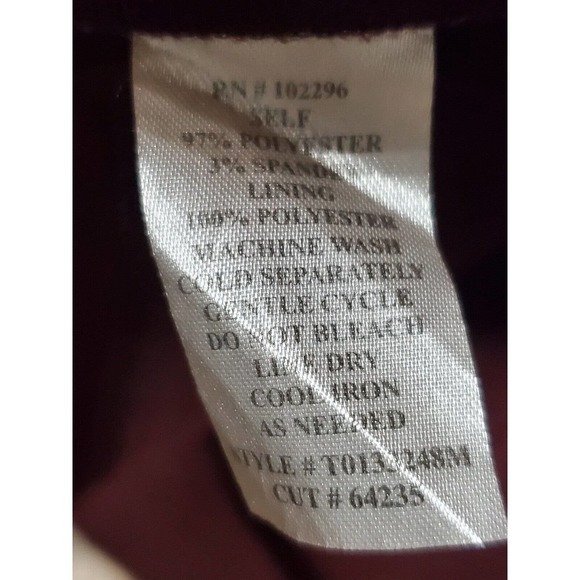 RN # 102296
SELF
97% POLYESTER
3% SPANDEX
LINING
100% POLYESTER
MACHINE WASH
COLD SEPARATELY
GENTLE CYCLE
DO NOT BLEACH
LINE DRY
COOL IRON
AS NEEDED
STYLE #
CUT # 64235